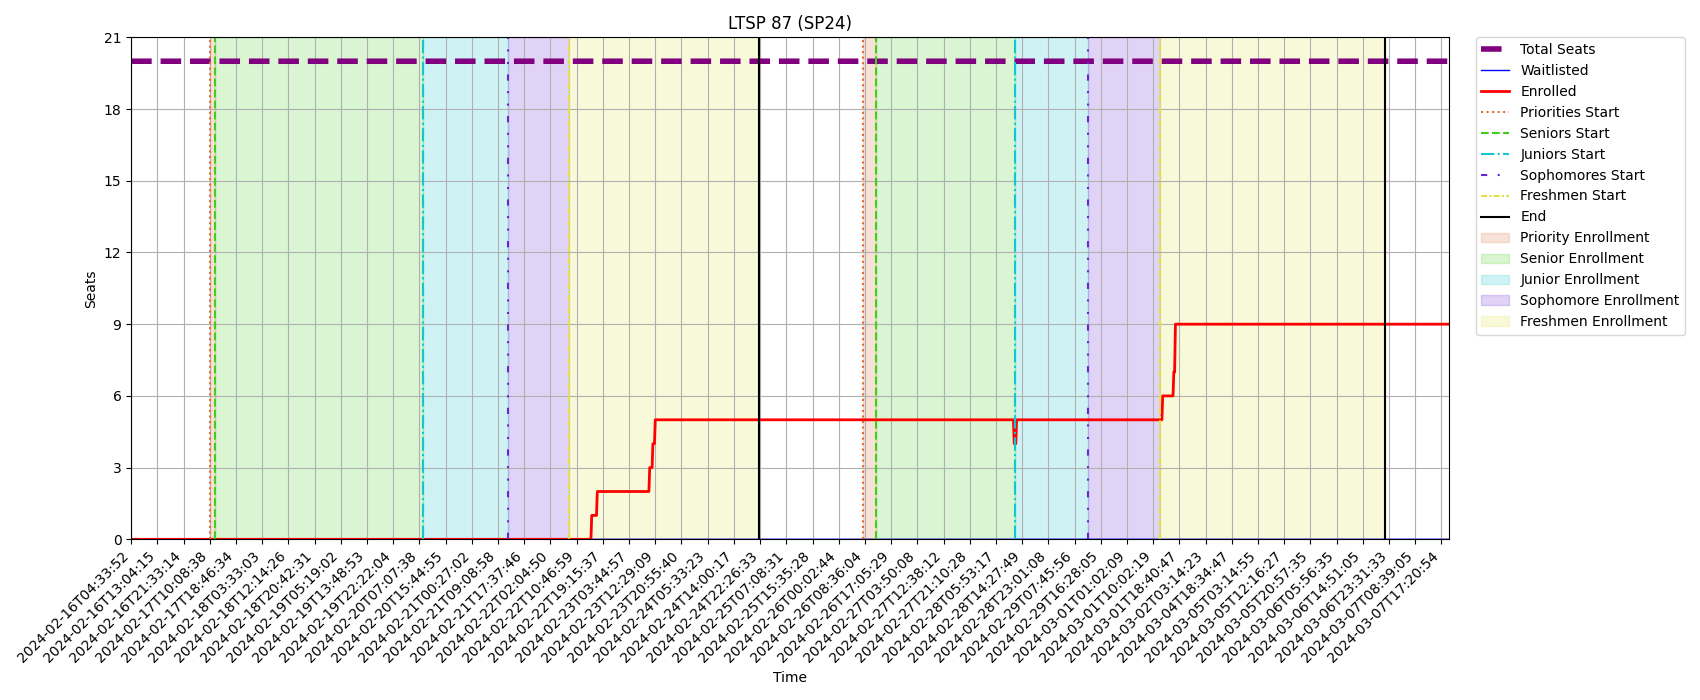 LTSP 87 (SP24)
21
18
15
12
9
6
3
0
Seats
2024-02-16T04:33:52
2024-02-16T13:04:15
2024-02-16T21:33:14
2024-02-17T10:08:38
2024-02-17T18:46:34
2024-02-18T03:33:03
2024-02-18T12:14:26
2024-02-18T20:42:31
2024-02-19T05:19:02
2024-02-19T13:48:53
2024-02-19T22:22:04
2024-02-20T07:07:38
2024-02-20T15:44:55
2024-02-21T00:27:02
2024-02-21T09:08:58
2024-02-21T17:37:46
2024-02-22T02:04:50
2024-02-22T10:46:59
2024-02-22T19:15:37
2024-02-23T03:44:57
2024-02-23T12:29:09
2024-02-23T20:55:40
2024-02-24T05:33:23
2024-02-24T14:00:17
2024-02-24T22:26:33
2024-02-25T07:08:31
2024-02-25T15:35:28
2024-02-26T00:02:44
2024-02-26T08:36:04
2024-02-26T17:05:29
2024-02-27T03:50:08
2024-02-27T12:38:12
2024-02-27T21:10:28
2024-02-28T05:53:17
2024-02-28T14:27:49
2024-02-28T23:01:08
2024-02-29T07:45:56
2024-02-29T16:28:05
2024-03-01T01:02:09
2024-03-01T10:02:19
2024-03-01T18:40:47
2024-03-02T03:14:23
2024-03-04T18:34:47
2024-03-05T03:14:55
2024-03-05T12:16:27
2024-03-05T20:57:35
2024-03-06T05:56:35
2024-03-06T14:51:05
2024-03-06T23:31:33
2024-03-07T08:39:05
2024-03-07T17:20:54
Time
Total Seats
Waitlisted
Enrolled
Priorities Start
Seniors Start
Juniors Start
Sophomores Start
Freshmen Start
End
Priority Enrollment
Senior Enrollment
Junior Enrollment
Sophomore Enrollment
Freshmen Enrollment